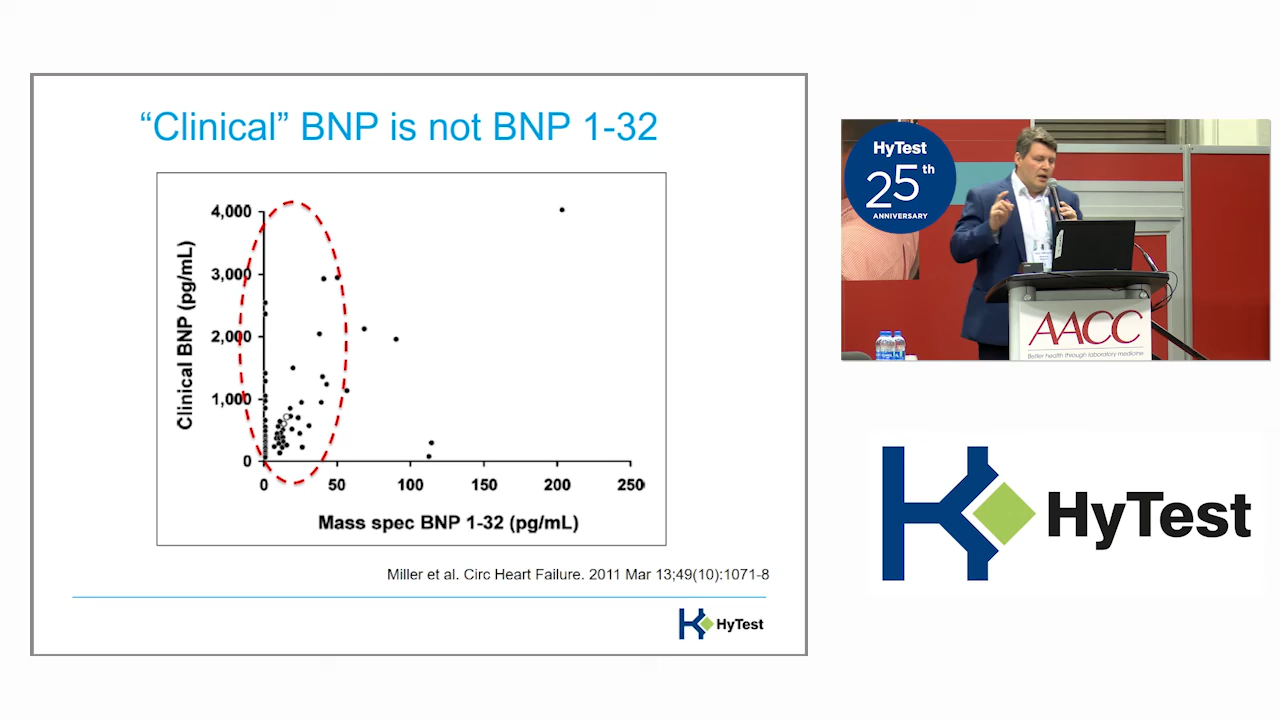 “Clinical” BNP is not BNP 1-32
4,000
3,000
2,000
1,000
0
Clinical BNP (pg/mL)
0 50 100 150 200 250
Mass spec BNP 1-32 (pg/mL)
Miller et al. Circ Heart Failure. 2011 Mar 13;49(10):1071-8
HyTest
HyTest
25th
ANNIVERSARY
AACC
Better health through laboratory medicine
HyTest